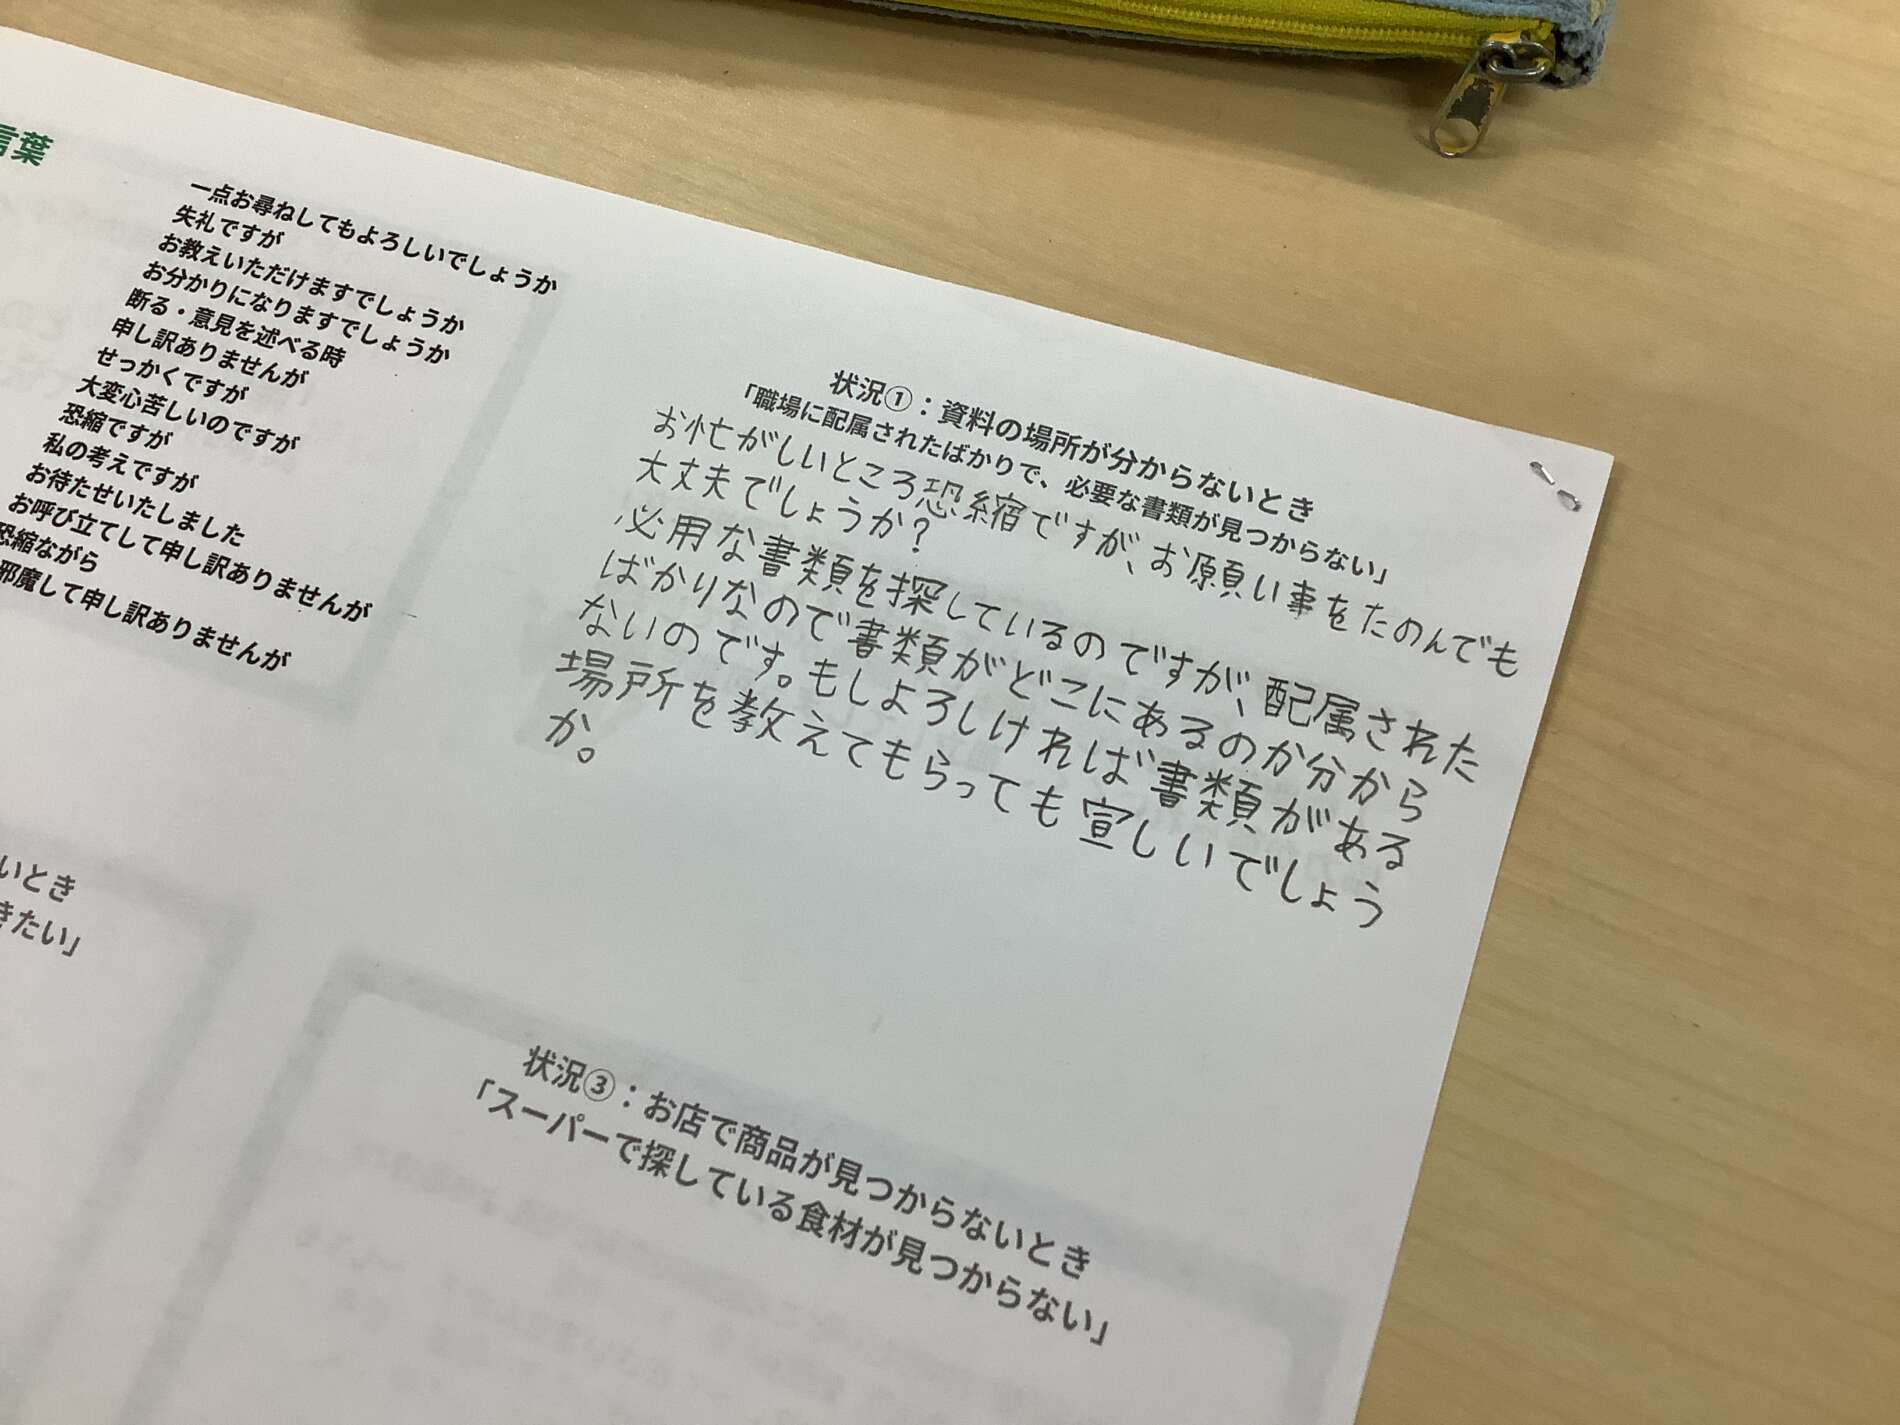 言葉
一点お尋ねしてもよろしいでしょうか
失礼ですが
お教えいただけますでしょうか
お分かりになりますでしょうか
断る・意見を述べる時
申し訳ありませんが
せっかくですが
大変心苦しいのですが
恐縮ですが
私の考えですが
お待たせいたしました
お呼び立てして申し訳ありませんが
恐縮ながら
邪魔して申し訳ありませんが
状況①：資料の場所が分からないとき
「職場に配属されたばかりで、必要な書類が見つからない」
お忙がしいところ恐縮ですが、お願い事をたのんでも
大丈夫でしょうか？
必用な書類を探しているのですが、配属された
ばかりなので書類がどこにあるのか分から
ないのです。もしよろしければ書類がある
場所を教えてもらっても宣しいでしょう
か。
いとき
きたい」
状況③：お店で商品が見つからないとき
「スーパーで探している食材が見つからない」